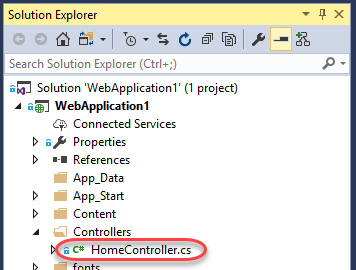 Solution Explorer
Search Solution Explorer (Ctrl+;)
Solution 'WebApplication1' (1 project)
WebApplication1
Connected Services
Properties
References
App_Data
App_Start
Content
Controllers
C# HomeController.cs
fonts